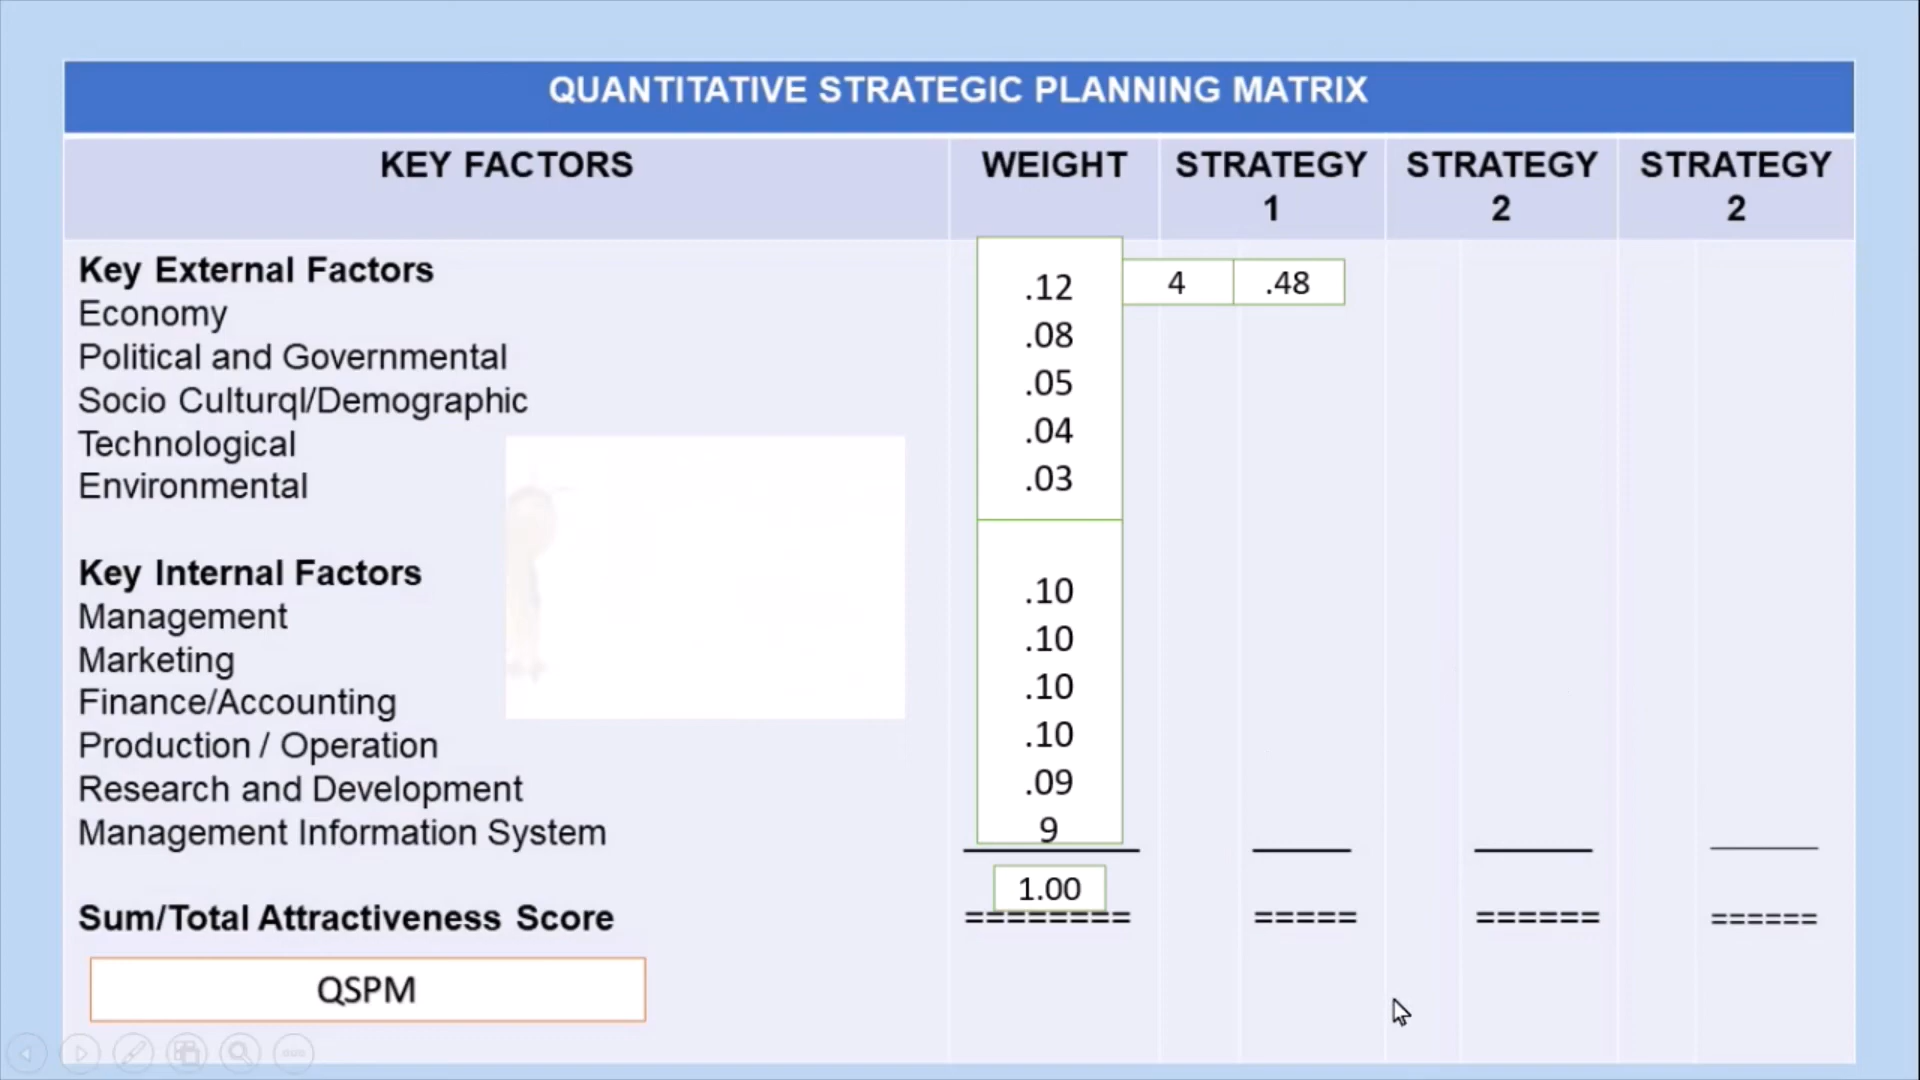 QUANTITATIVE STRATEGIC PLANNING MATRIX
KEY FACTORS WEIGHT STRATEGY 1 STRATEGY 2 STRATEGY 2
Key External Factors
Economy .12 4 .48
Political and Governmental .08
Socio Culturql/Demographic .05
Technological .04
Environmental .03
Key Internal Factors
Management .10
Marketing .10
Finance/Accounting .10
Production / Operation .10
Research and Development .09
Management Information System 9
1.00
Sum/Total Attractiveness Score ======== ===== ====== ======
QSPM